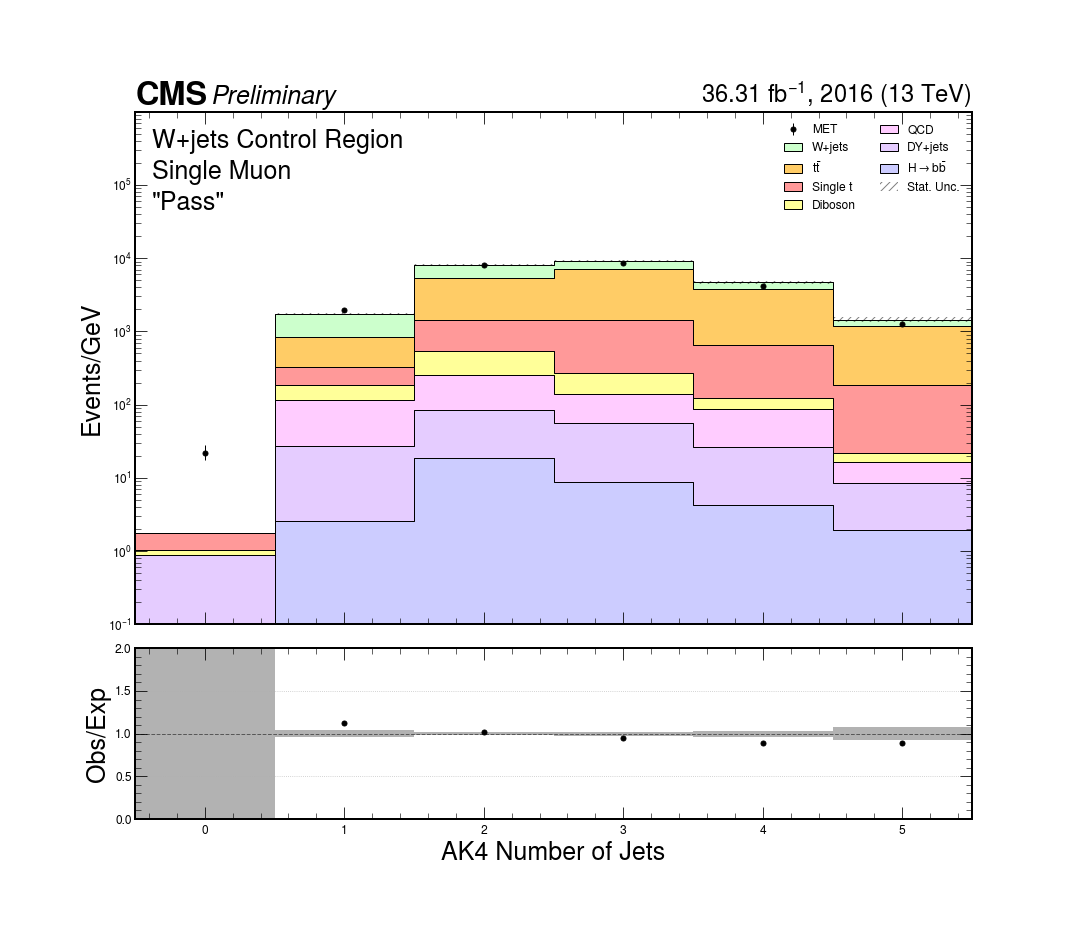 CMS Preliminary
36.31 fb⁻¹, 2016 (13 TeV)
W+jets Control Region
Single Muon
"Pass"
MET
W+jets
tt̄
Single t
Diboson
QCD
DY+jets
H→bb̄
Stat. Unc.
Events/GeV
10⁵
10⁴
10³
10²
10¹
10⁰
10⁻¹
Obs/Exp
2.0
1.5
1.0
0.5
0.0
0 1 2 3 4 5
AK4 Number of Jets